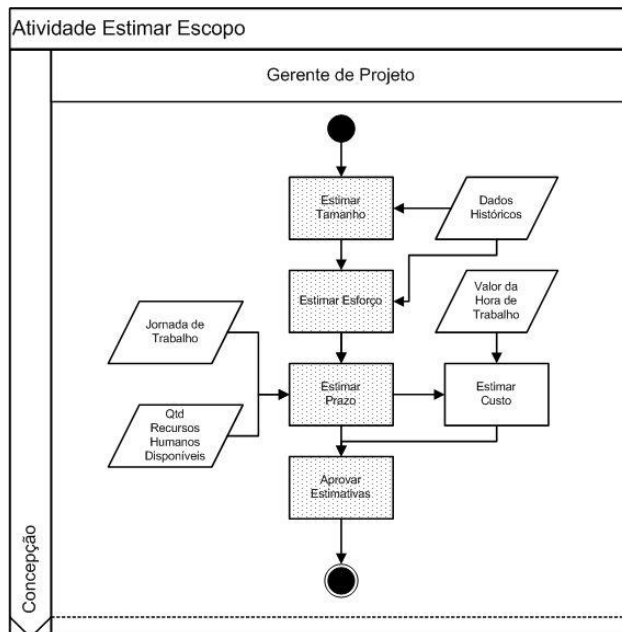 Atividade Estimar Escopo
Gerente de Projeto
Estimar
Tamanho
Dados
Históricos
Estimar Esforço
Valor da
Hora de
Trabalho
Jornada de
Trabalho
Estimar
Prazo
Estimar
Custo
Qtd
Recursos
Humanos
Disponíveis
Aprovar
Estimativas
Concepção